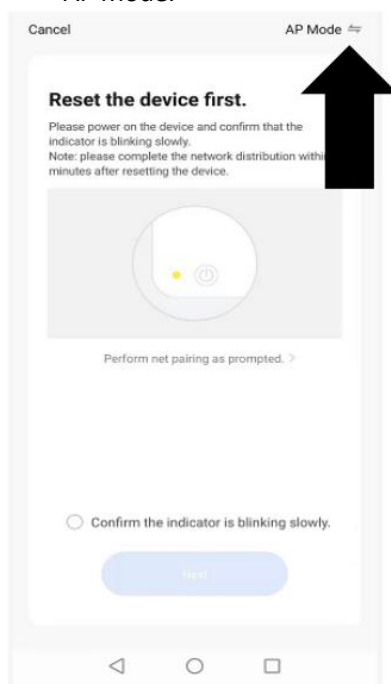 AP Mode.
Cancel AP Mode
Reset the device first.
Please power on the device and confirm that the
indicator is blinking slowly.
Note: please complete the network distribution
minutes after resetting the device.
Perform net pairing as prompted. >
Confirm the indicator is blinking slowly.
Next